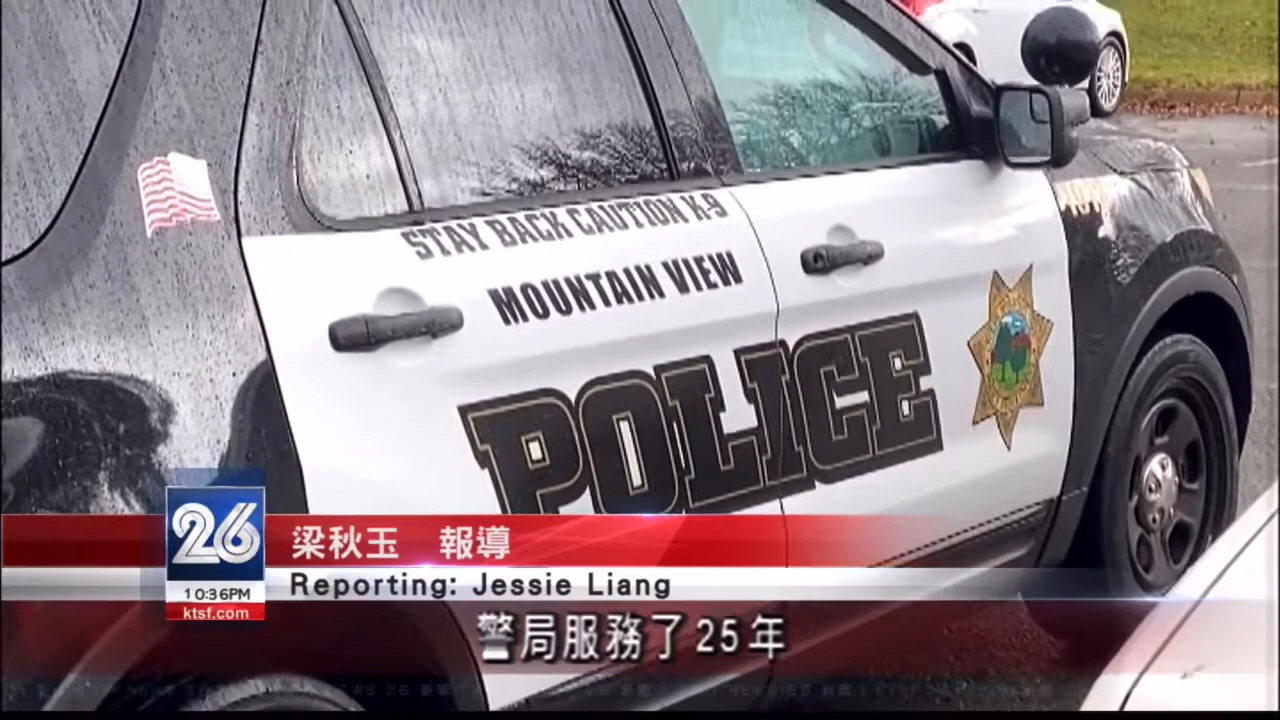 STAY BACK CAUTION K-9
MOUNTAIN VIEW
POLICE
26
10:36PM
ktsf.com
梁秋玉 報導
Reporting: Jessie Liang
警局服務了25年